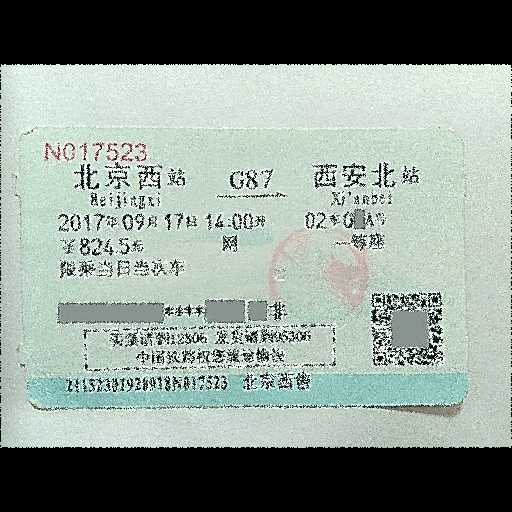 N017523
北京西站 G87 西安北站
Beijingxi Xi'anbei
2017年09月17日14:00开 02车0 A号
￥824.5元 网 一等座
限乘当日当次车
买票请到12306 发货请到95306
中国铁路祝您旅途愉快
N017523 北京西售